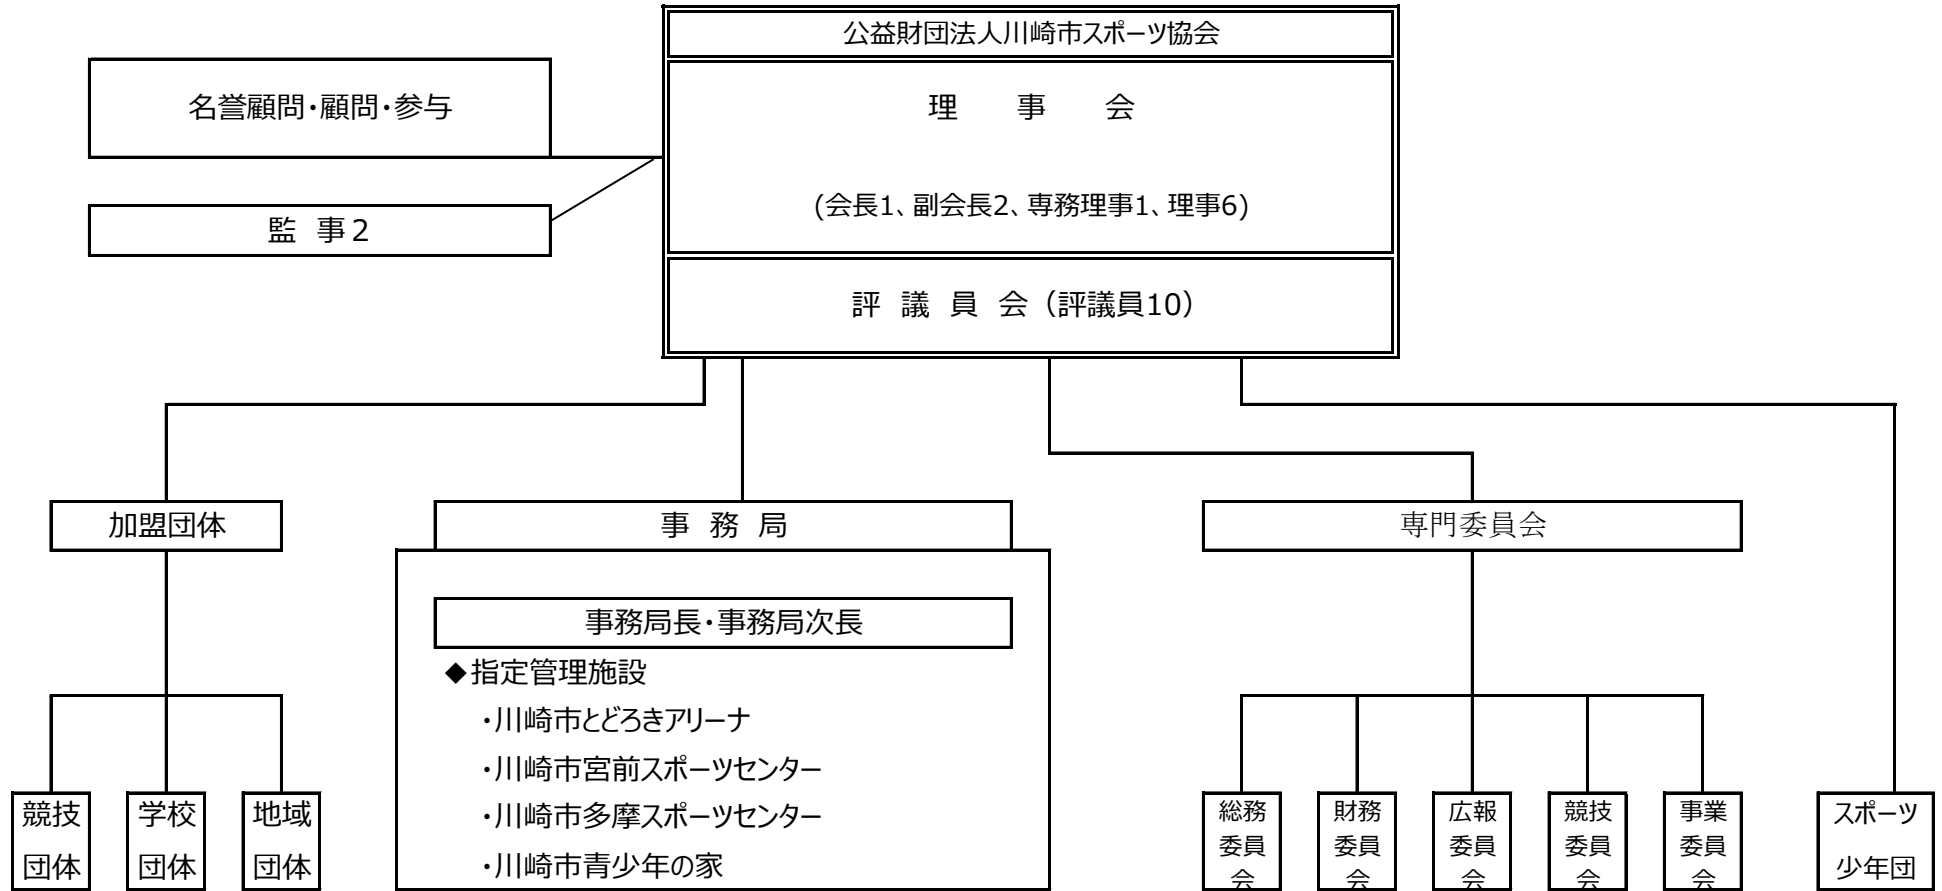 公益財団法人川崎市スポーツ協会
名誉顧問・顧問・参与
理　事　会
(会長1、副会長2、専務理事1、理事6)
監 事２
評 議 員 会（評議員10）
加盟団体
事 務 局
専門委員会
事務局長・事務局次長
◆指定管理施設
・川崎市とどろきアリーナ
・川崎市宮前スポーツセンター
・川崎市多摩スポーツセンター
・川崎市青少年の家
競技
団体
学校
団体
地域
団体
総務
委員
会
財務
委員
会
広報
委員
会
競技
委員
会
事業
委員
会
スポーツ
少年団